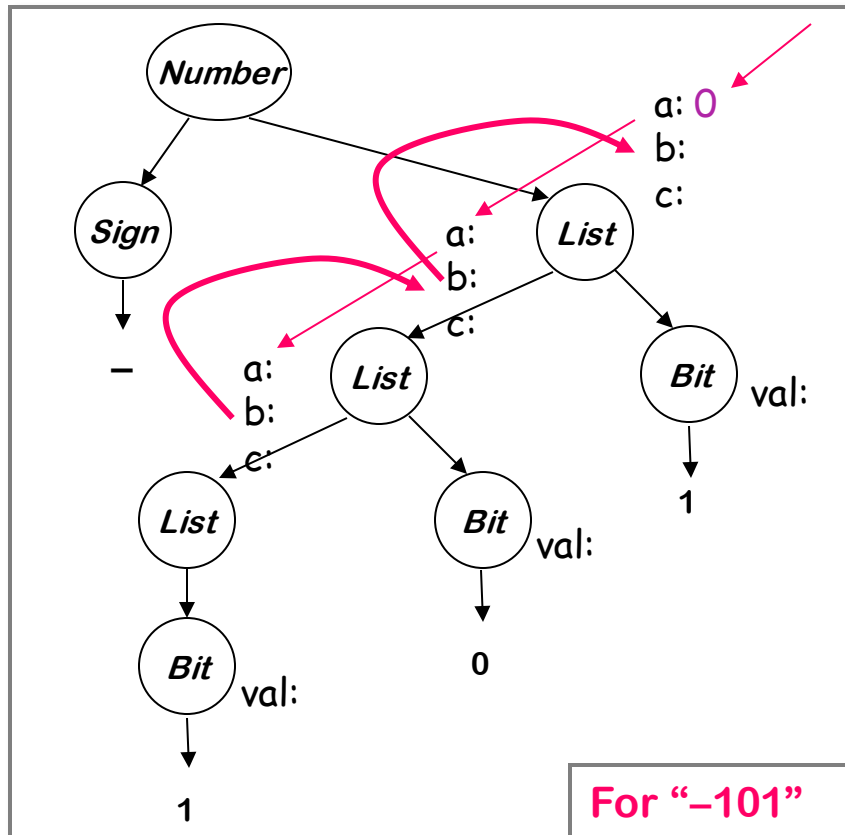 Number
a: 0
b:
c:
Sign
List
a:
b:
c:
–
List
Bit
val:
a:
b:
c:
1
List
Bit
val:
0
Bit
val:
1
For “–101”